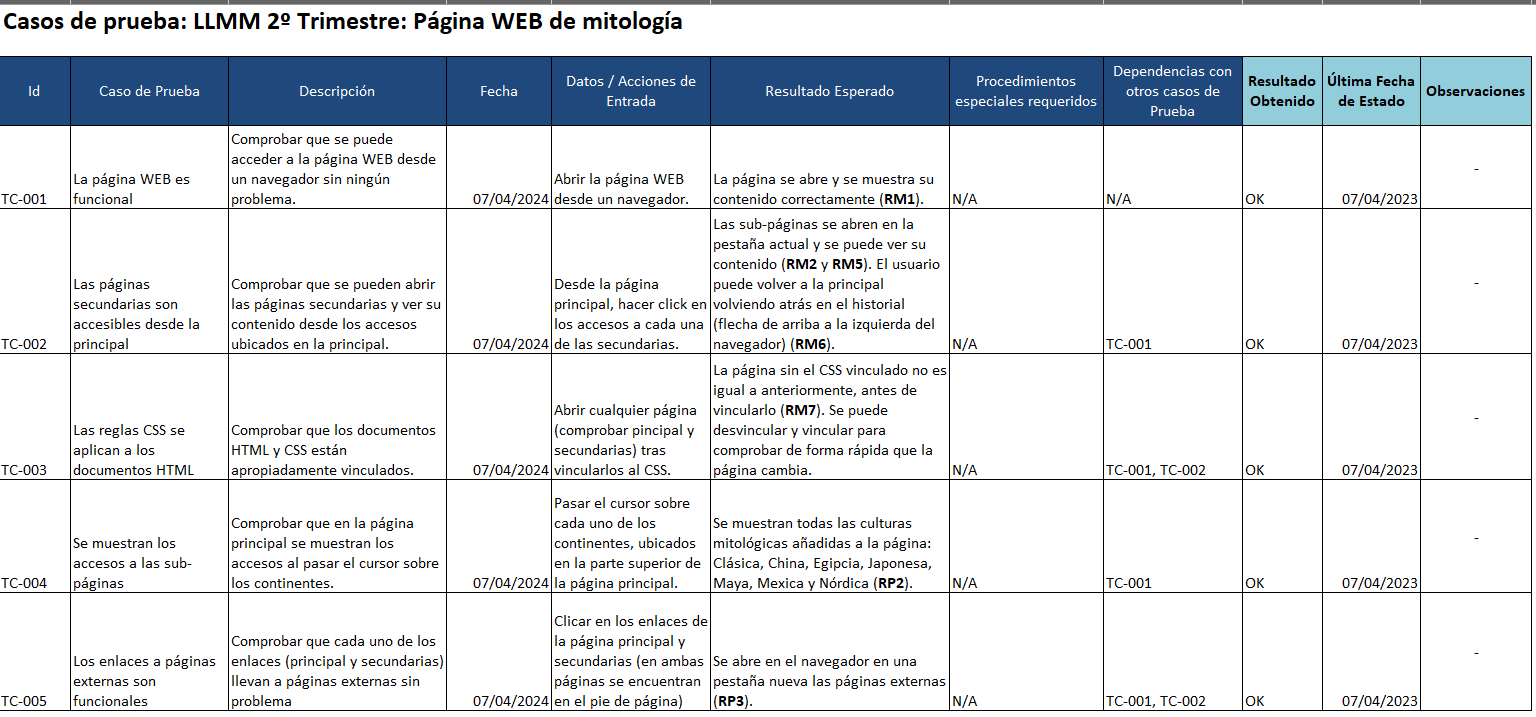 Casos de prueba: LLMM 2º Trimestre: Página WEB de mitología
Id
Caso de Prueba
Descripción
Fecha
Datos / Acciones de
Entrada
Resultado Esperado
Procedimientos
especiales requeridos
Dependencias con
otros casos de
Prueba
Resultado
Obtenido
Última Fecha
de Estado
Observaciones
TC-001
La página WEB es
funcional
Comprobar que se puede
acceder a la página WEB desde
un navegador sin ningún
problema.
07/04/2024
Abrir la página WEB
desde un navegador.
La página se abre y se muestra su
contenido correctamente (RM1).
N/A
N/A
OK
07/04/2023
-
TC-002
Las páginas
secundarias son
accesibles desde la
principal
Comprobar que se pueden abrir
las páginas secundarias y ver su
contenido desde los accesos
ubicados en la principal.
07/04/2024
Desde la página
principal, hacer click en
los accesos a cada una
de las secundarias.
Las sub-páginas se abren en la
pestaña actual y se puede ver su
contenido (RM2 y RM5). El usuario
puede volver a la principal
volviendo atrás en el historial
(flecha de arriba a la izquierda del
navegador) (RM6).
N/A
TC-001
OK
07/04/2023
-
TC-003
Las reglas CSS se
aplican a los
documentos HTML
Comprobar que los documentos
HTML y CSS están
apropiadamente vinculados.
07/04/2024
Abrir cualquier página
(comprobar pincipal y
secundarias) tras
vincularlos al CSS.
La página sin el CSS vinculado no es
igual a anteriormente, antes de
vincularlo (RM7). Se puede
desvincular y vincular para
comprobar de forma rápida que la
página cambia.
N/A
TC-001, TC-002
OK
07/04/2023
-
TC-004
Se muestran los
accesos a las sub-
páginas
Comprobar que en la página
principal se muestran los
accesos al pasar el cursor sobre
los continentes.
07/04/2024
Pasar el cursor sobre
cada uno de los
continentes, ubicados
en la parte superior de
la página principal.
Se muestran todas las culturas
mitológicas añadidas a la página:
Clásica, China, Egipcia, Japonesa,
Maya, Mexica y Nórdica (RP2).
N/A
TC-001
OK
07/04/2023
-
TC-005
Los enlaces a páginas
externas son
funcionales
Comprobar que cada uno de los
enlaces (principal y secundarias)
llevan a páginas externas sin
problema
07/04/2024
Clicar en los enlaces de
la página principal y
secundarias (en ambas
páginas se encuentran
en el pie de página)
Se abre en el navegador en una
pestaña nueva las páginas externas
(RP3).
N/A
TC-001, TC-002
OK
07/04/2023
-